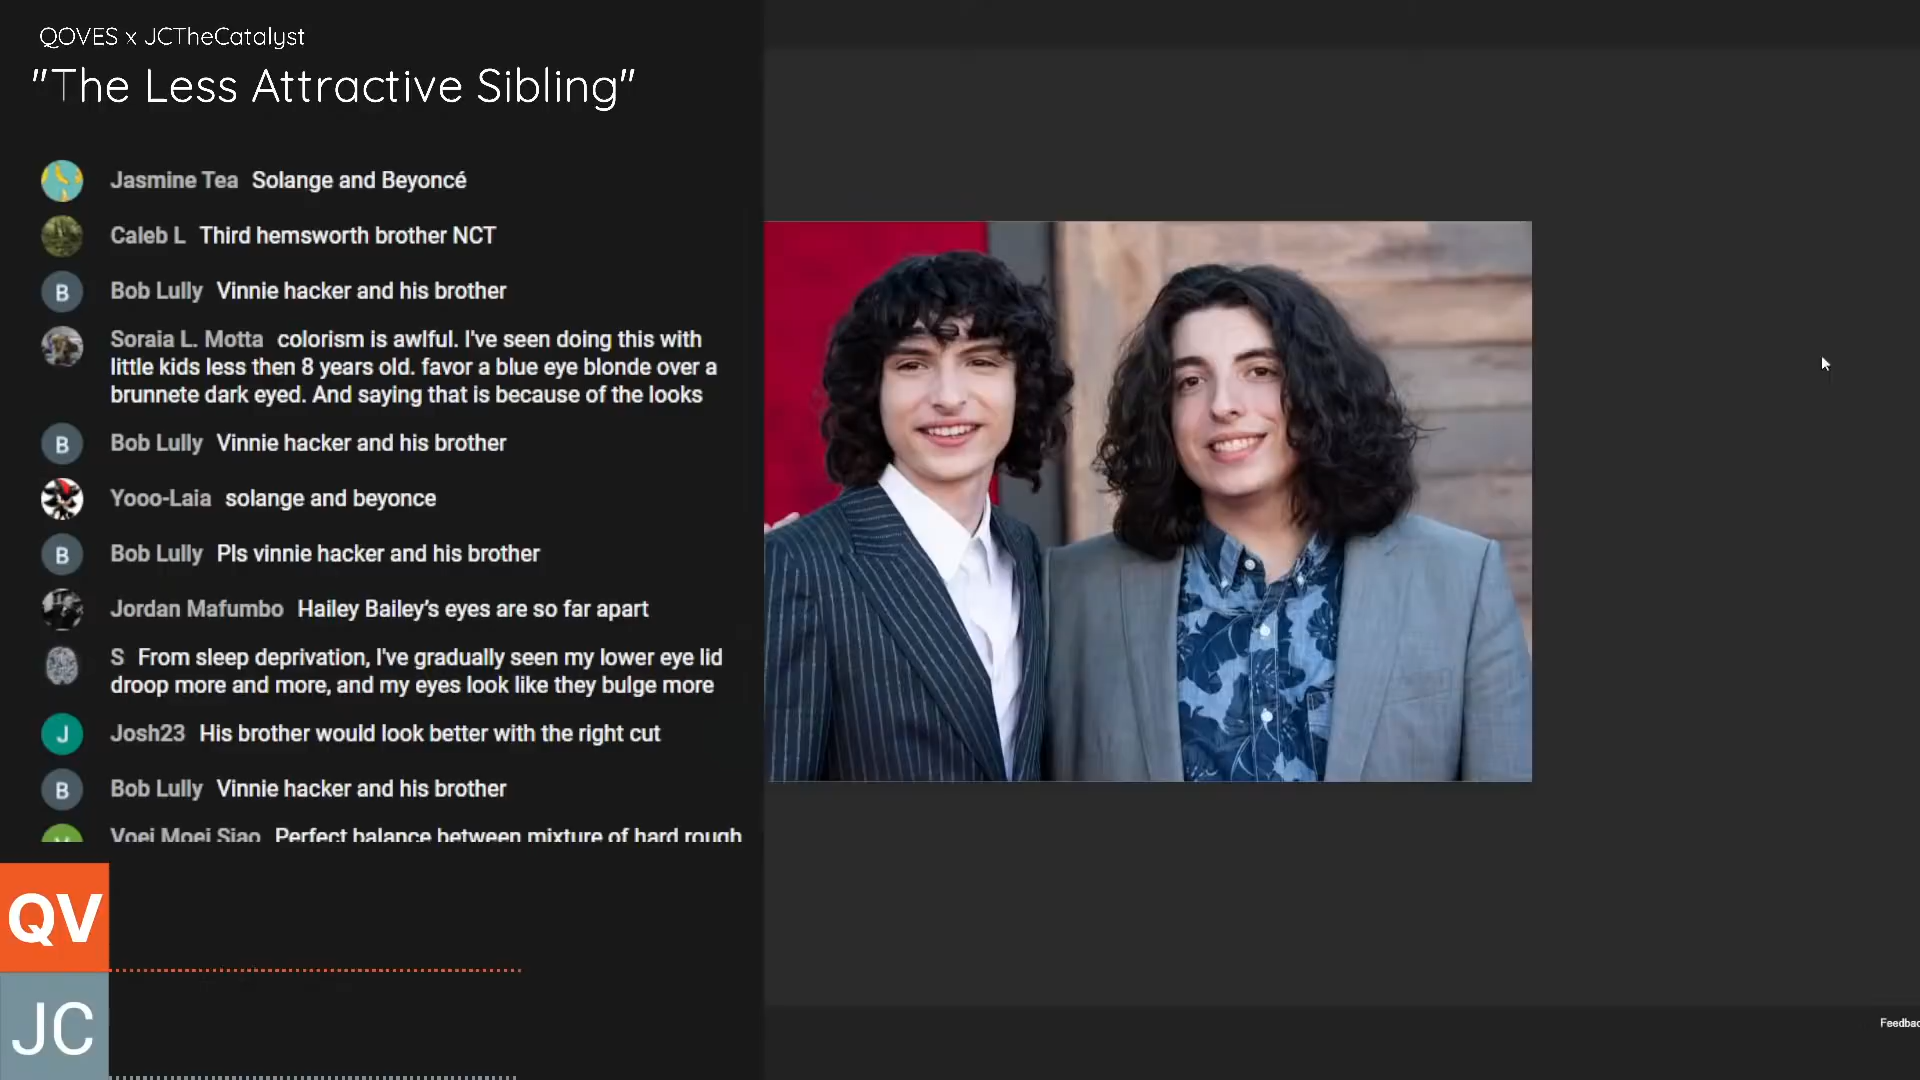 QOVES x JCTheCatalyst
"The Less Attractive Sibling"
Jasmine Tea Solange and Beyoncé
Caleb L Third hemsworth brother NCT
B Bob Lully Vinnie hacker and his brother
Soraia L. Motta colorism is awlful. I've seen doing this with
little kids less then 8 years old. favor a blue eye blonde over a
brunnete dark eyed. And saying that is because of the looks
B Bob Lully Vinnie hacker and his brother
Yooo-Laia solange and beyonce
B Bob Lully Pls vinnie hacker and his brother
Jordan Mafumbo Hailey Bailey's eyes are so far apart
S From sleep deprivation, I've gradually seen my lower eye lid
droop more and more, and my eyes look like they bulge more
J Josh23 His brother would look better with the right cut
B Bob Lully Vinnie hacker and his brother
Voei Moei Siao Perfect balance between mixture of hard rough
QV
JC
Feedbac